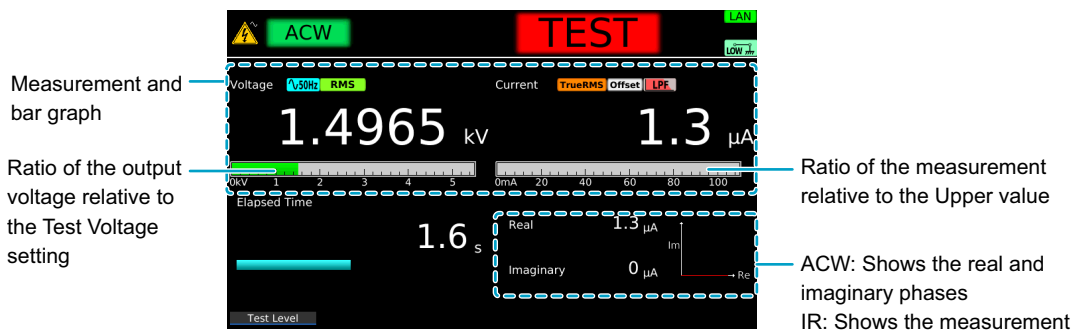 ACW
TEST
LAN
LOW
Measurement and
bar graph
Voltage 50Hz RMS
Current TrueRMS Offset LPF
1.4965 kV
1.3 μA
0kV 1 2 3 4 5
0mA 20 40 60 80 100
Ratio of the output
voltage relative to
the Test Voltage
setting
Ratio of the measurement
relative to the Upper value
Elapsed Time
1.6 s
Real 1.3 μA
Imaginary 0 μA
Im
Re
ACW: Shows the real and
imaginary phases
IR: Shows the measurement
Test Level